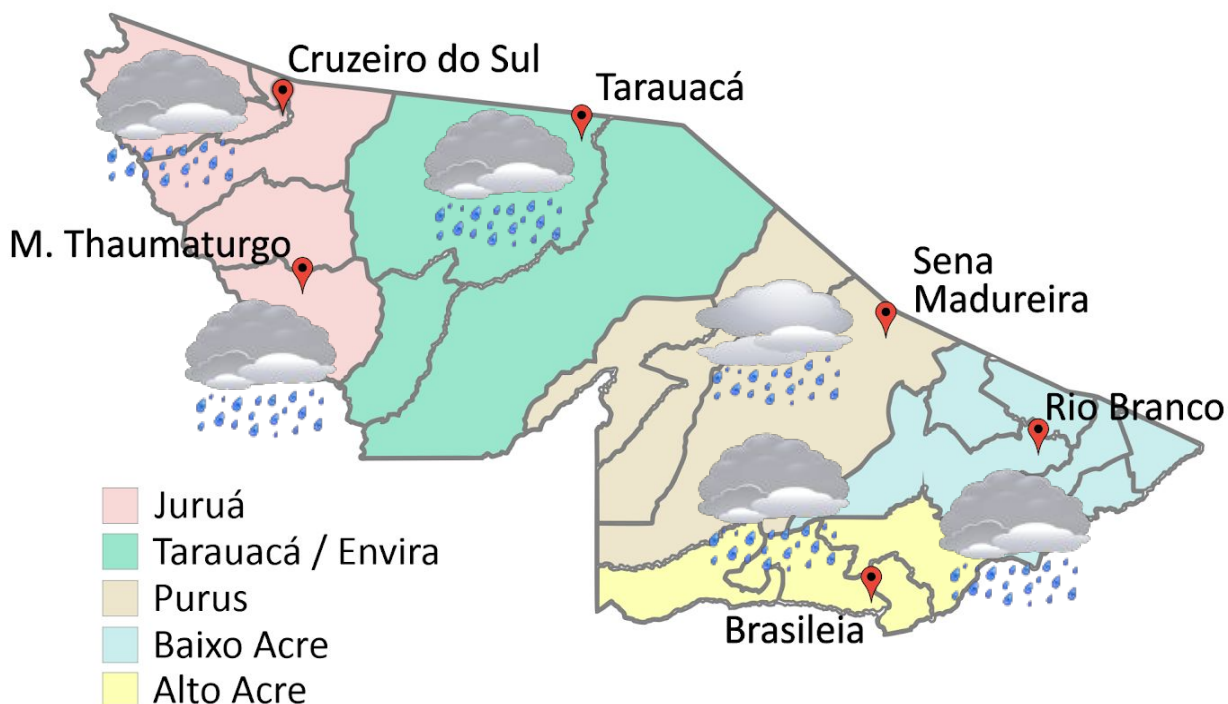 Cruzeiro do Sul
Tarauacá
M. Thaumaturgo
Sena
Madureira
Rio Branco
Brasileia
Juruá
Tarauacá / Envira
Purus
Baixo Acre
Alto Acre